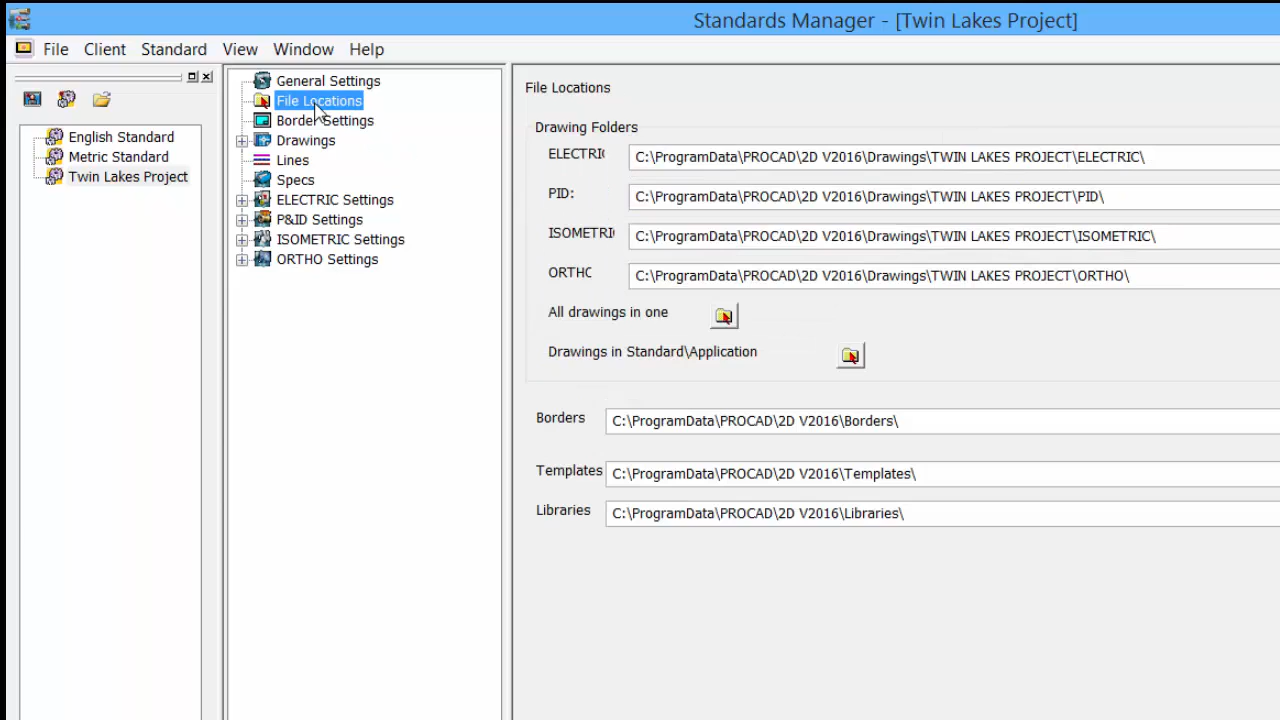 Standards Manager - [Twin Lakes Project]
File Client Standard View Window Help
English Standard
Metric Standard
Twin Lakes Project
General Settings
File Locations
Border Settings
Drawings
Lines
Specs
ELECTRIC Settings
P&ID Settings
ISOMETRIC Settings
ORTHO Settings
File Locations
Drawing Folders
ELECTRIC C:\ProgramData\PROCAD\2D V2016\Drawings\TWIN LAKES PROJECT\ELECTRIC\
PID: C:\ProgramData\PROCAD\2D V2016\Drawings\TWIN LAKES PROJECT\PID\
ISOMETRI C:\ProgramData\PROCAD\2D V2016\Drawings\TWIN LAKES PROJECT\ISOMETRIC\
ORTHO C:\ProgramData\PROCAD\2D V2016\Drawings\TWIN LAKES PROJECT\ORTHO\
All drawings in one
Drawings in Standard\Application
Borders C:\ProgramData\PROCAD\2D V2016\Borders\
Templates C:\ProgramData\PROCAD\2D V2016\Templates\
Libraries C:\ProgramData\PROCAD\2D V2016\Libraries\